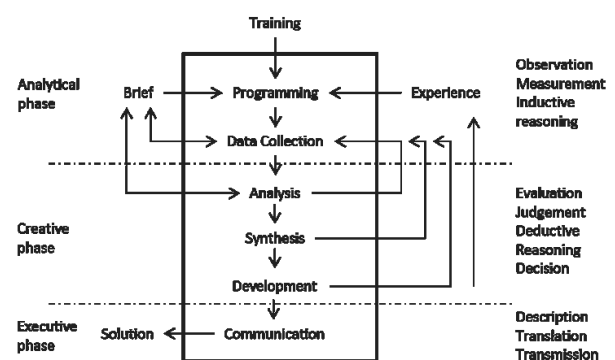 Training
Analytical
phase
Brief
Programming
Experience
Observation
Measurement
Inductive
reasoning
Data Collection
Creative
phase
Analysis
Synthesis
Development
Evaluation
Judgement
Deductive
Reasoning
Decision
Executive
phase
Solution
Communication
Description
Translation
Transmission